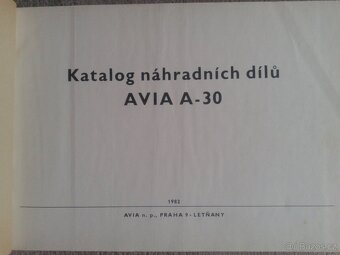 Katalog náhradních dílů
AVIA A-30
1982
AVIA n. p., PRAHA 9 - LETŇANY